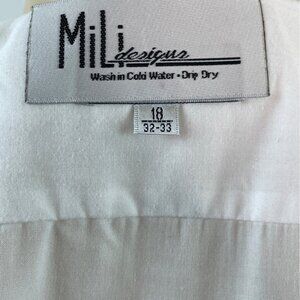 MiLi
designs
Wash in Cold Water • Drip Dry
18
32-33